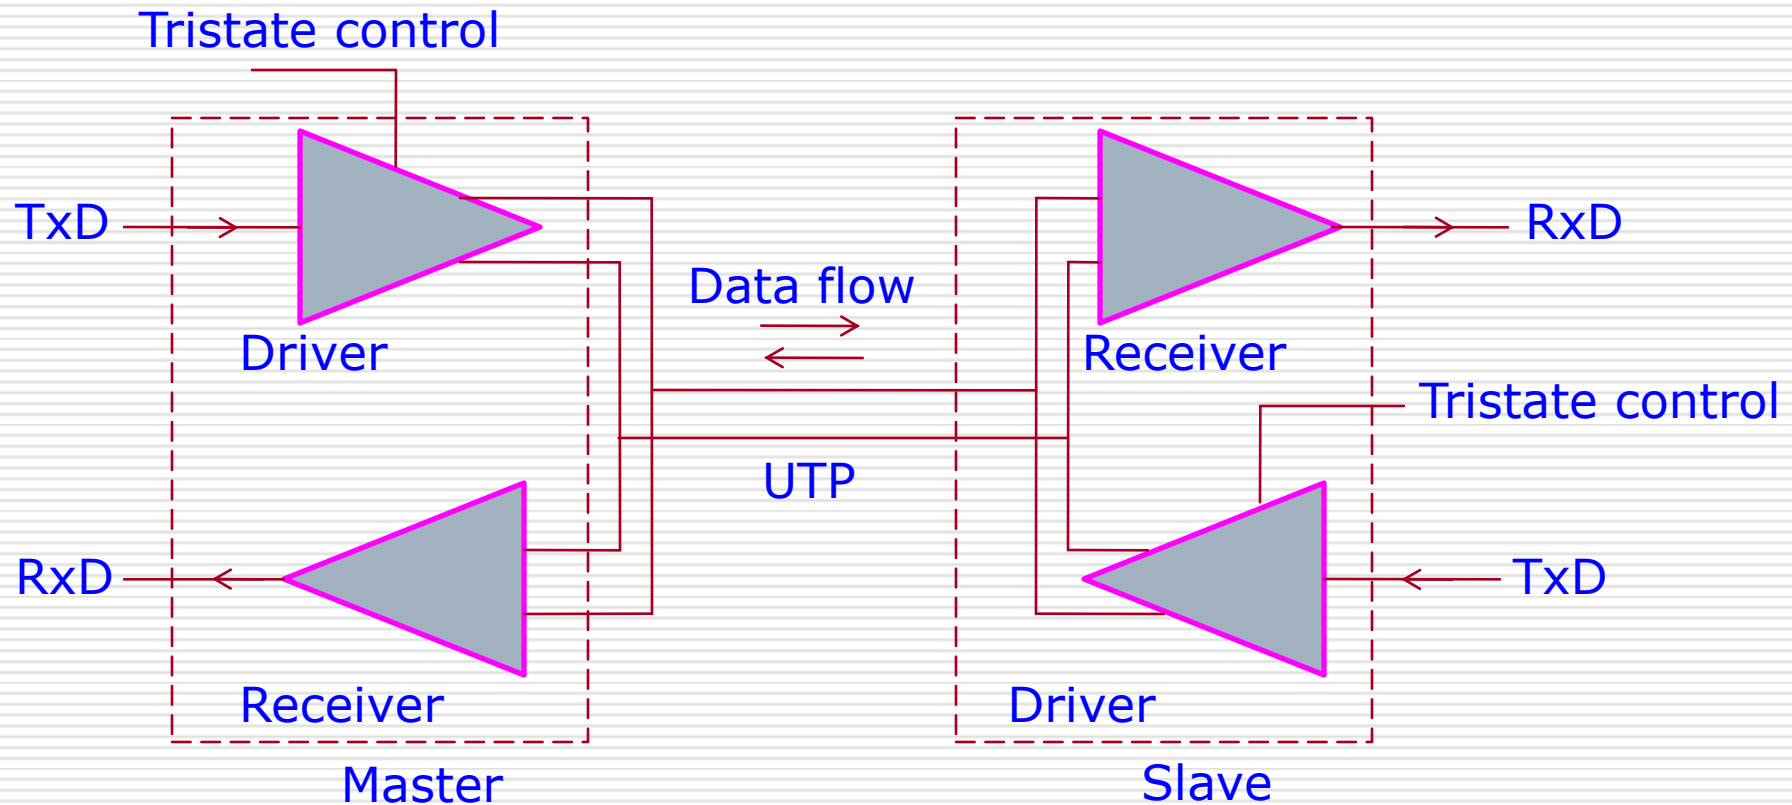 Tristate control
TxD
RxD
Data flow
Driver
Receiver
Tristate control
UTP
RxD
TxD
Receiver
Driver
Master
Slave